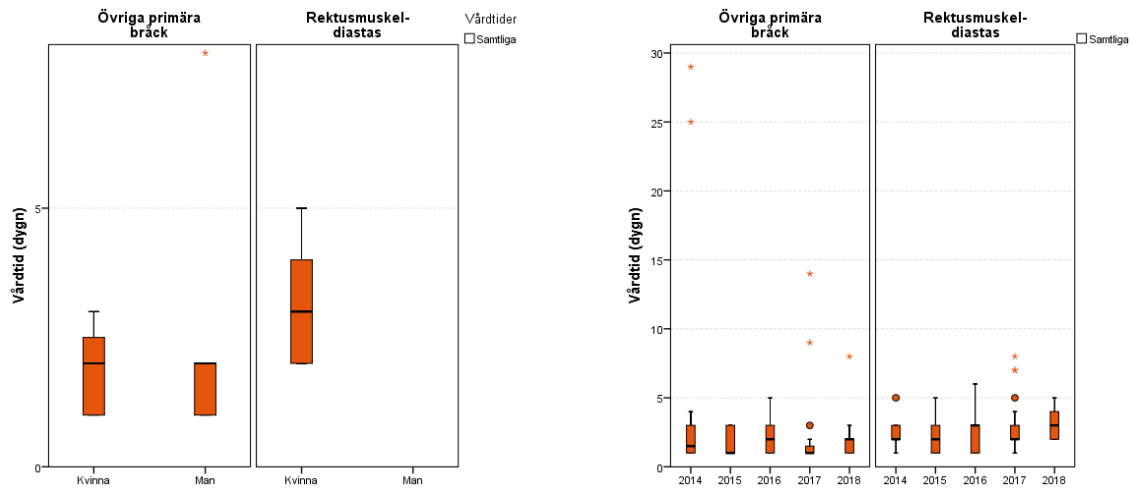 Övriga primära
bråck
Rektusmuskel-
diastas
Vårdtider
Samtliga
Vårdtid (dygn)
5
0
Kvinna
Man
Kvinna
Man
Övriga primära
bråck
Rektusmuskel-
diastas
Samtliga
Vårdtid (dygn)
30
25
20
15
10
5
0
2014
2015
2016
2017
2018
2014
2015
2016
2017
2018